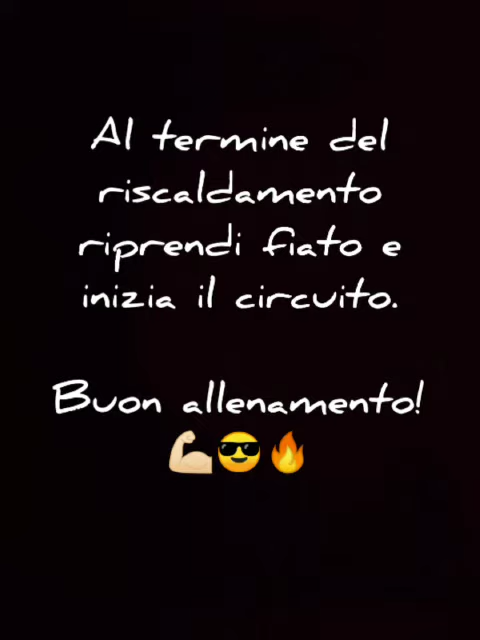 Al termine del
riscaldamento
riprendi fiato e
inizia il circuito.
Buon allenamento!
💪🏻😎🔥